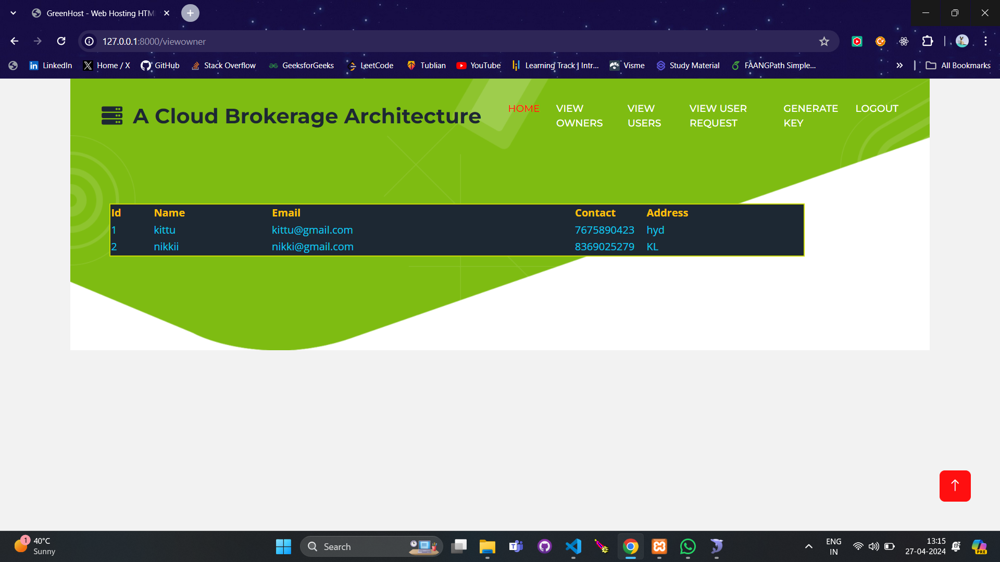 GreenHost - Web Hosting HTM
127.0.0.1:8000/viewowner
LinkedIn Home / X GitHub Stack Overflow GeeksforGeeks LeetCode Tublian YouTube Learning Track | Intr... Visme Study Material FAANGPath Simple... All Bookmarks
A Cloud Brokerage Architecture
HOME
VIEW OWNERS
VIEW USERS
VIEW USER REQUEST
GENERATE KEY
LOGOUT
Id Name Email Contact Address
1 kittu kittu@gmail.com 7675890423 hyd
2 nikkii nikki@gmail.com 8369025279 KL
1
40°C
Sunny
Search
PRE
ENG
IN
13:15
27-04-2024